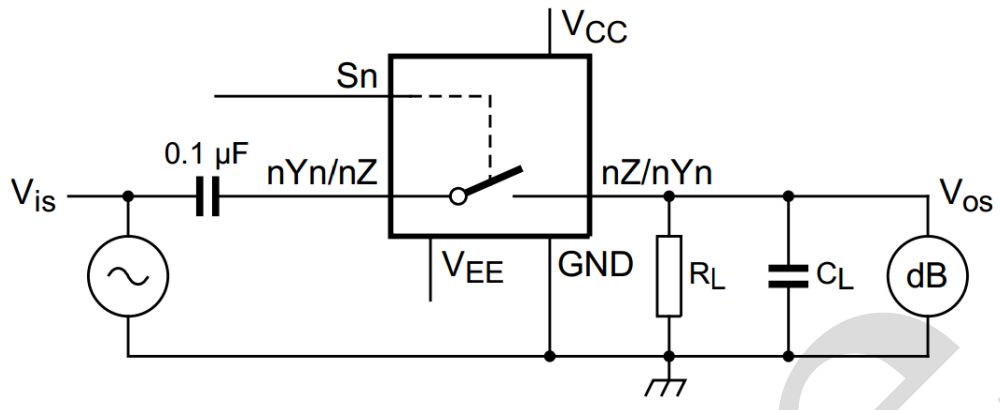 VCC
Sn
0.1 µF
nYn/nZ
nZ/nYn
Vis
Vos
VEE
GND
RL
CL
dB